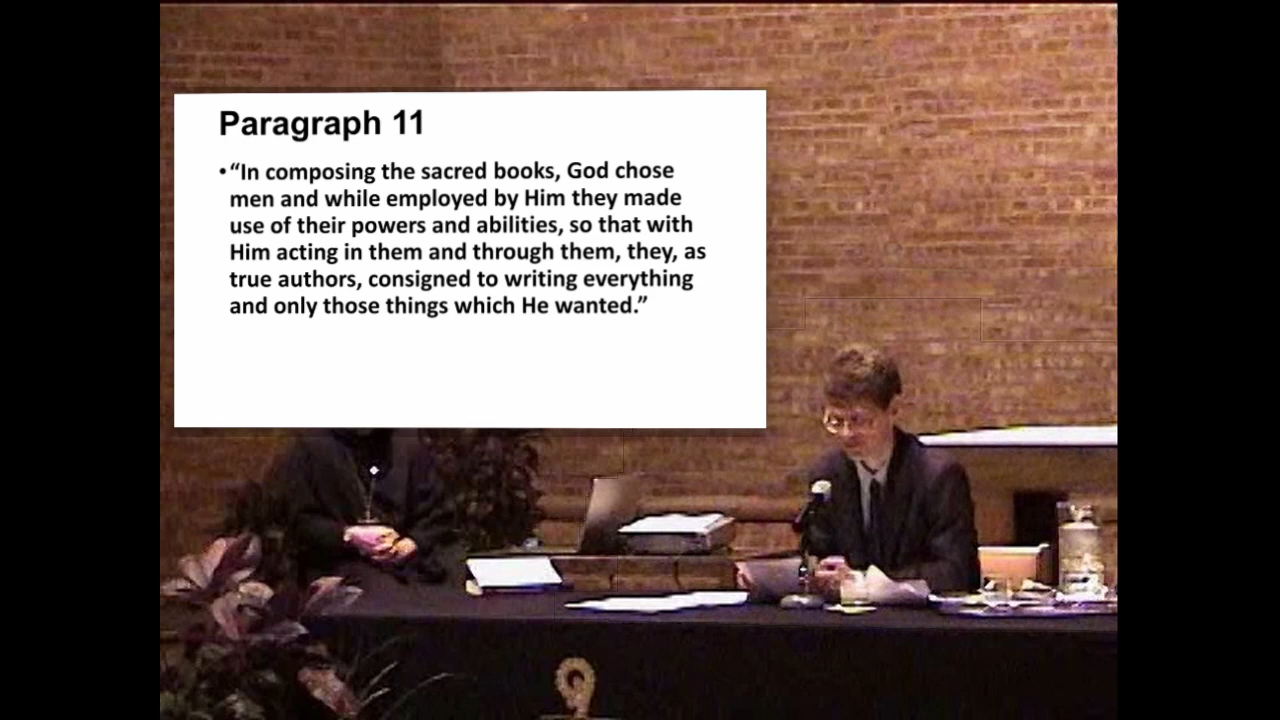 Paragraph 11
• “In composing the sacred books, God chose
men and while employed by Him they made
use of their powers and abilities, so that with
Him acting in them and through them, they, as
true authors, consigned to writing everything
and only those things which He wanted.”